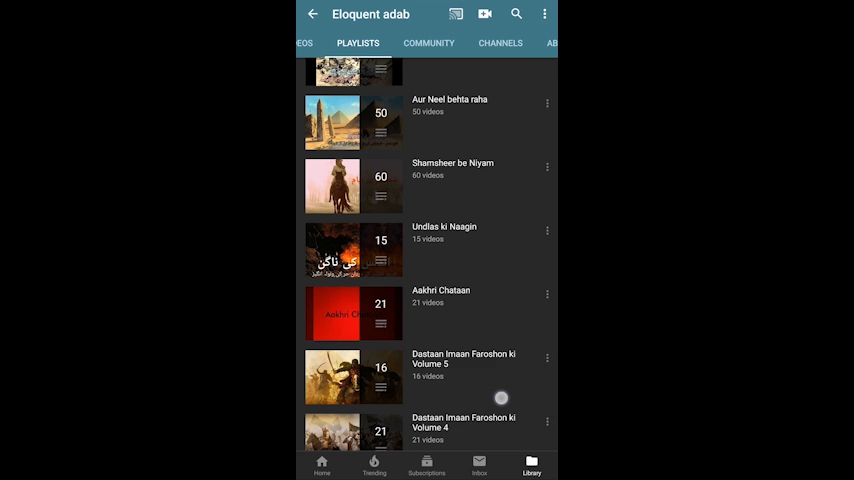 Eloquent adab
EOS PLAYLISTS COMMUNITY CHANNELS AB
50
Aur Neel behta raha
50 videos
60
Shamsheer be Niyam
60 videos
15
کی ناگن
Undlas ki Naagin
15 videos
21
Aakhri Ch
Aakhri Chataan
21 videos
16
Dastaan Imaan Faroshon ki
Volume 5
16 videos
21
Dastaan Imaan Faroshon ki
Volume 4
21 videos
Home Trending Subscriptions Inbox Library